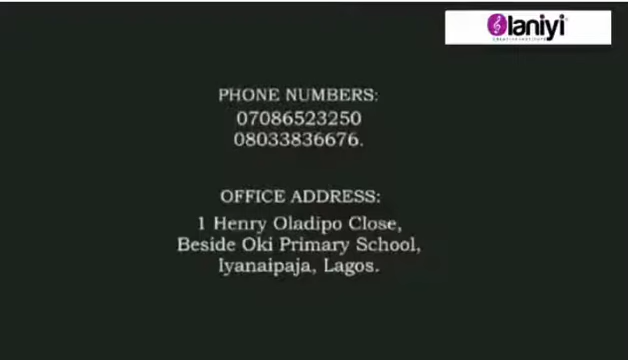 Olaniyi
PHONE NUMBERS:
07086523250
08033836676.
OFFICE ADDRESS:
1 Henry Oladipo Close,
Beside Oki Primary School,
Iyanaipaja, Lagos.